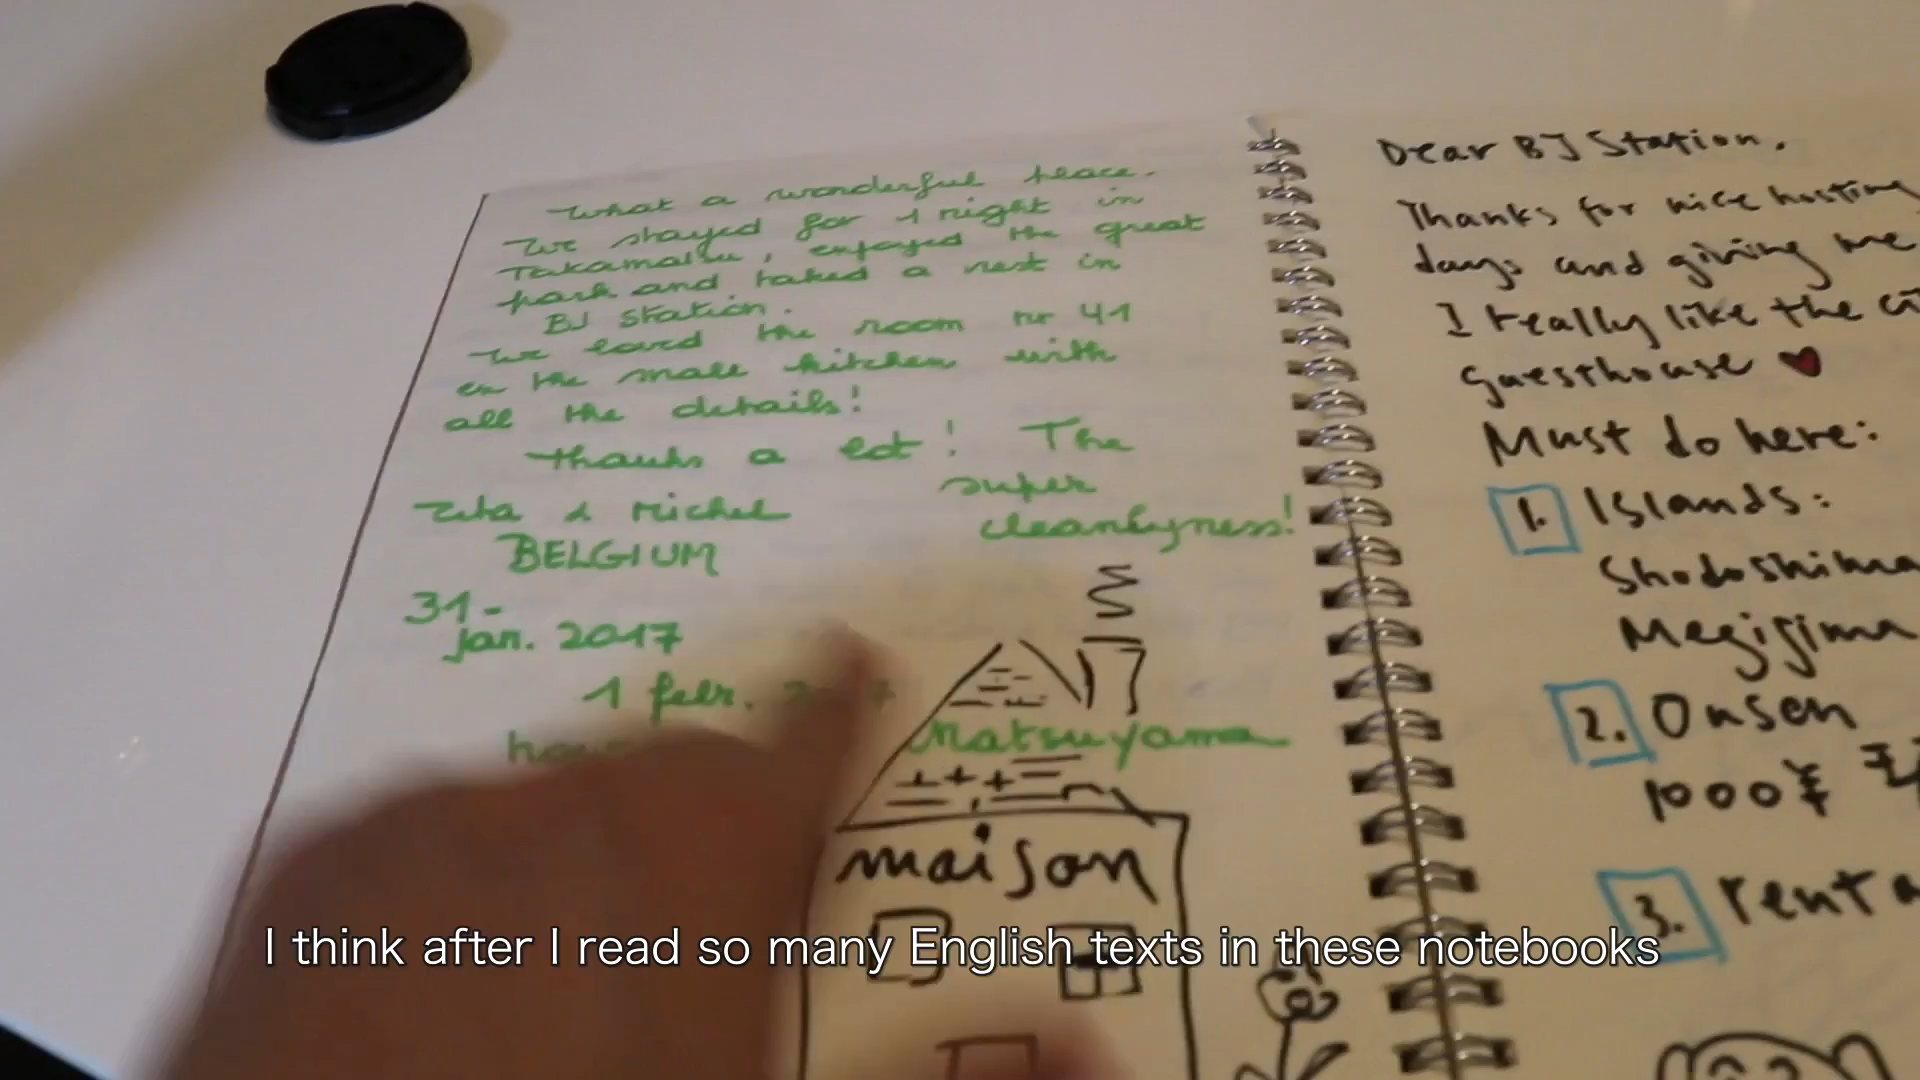 What a wonderful place.
We stayed for 1 night in
Takamatsu, enjoyed the great
park and taked a rest in
BJ Station.
We loved the room nr 41
en the small kitchen with
all the details!
Thanks a lot! The
super
cleanlyness!
& Michel
BELGIUM
31-
jan. 2017
1 febr.
Matsuyama
maison
Dear BJ Station,
Thanks for nice hosting
days and giving me
I really like the
guesthouse ♥
Must do here:
1. Islands:
Shodoshima
Megijima
2. Onsen
1000¥
3.
I think after I read so many English texts in these notebooks